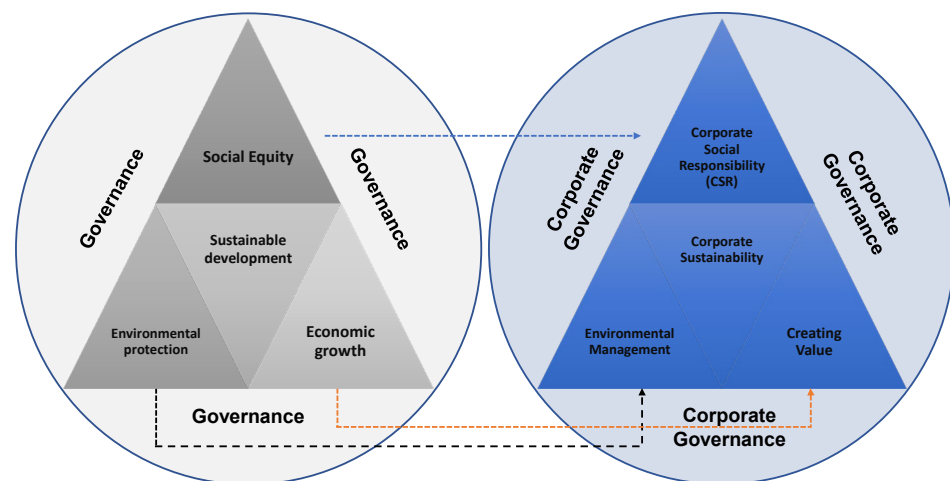 Governance
Social Equity
Governance
Sustainable
development
Environmental
protection
Economic
growth
Governance
Corporate
Governance
Corporate
Social
Responsibility
(CSR)
Corporate
Governance
Corporate
Sustainability
Environmental
Management
Creating
Value
Corporate
Governance